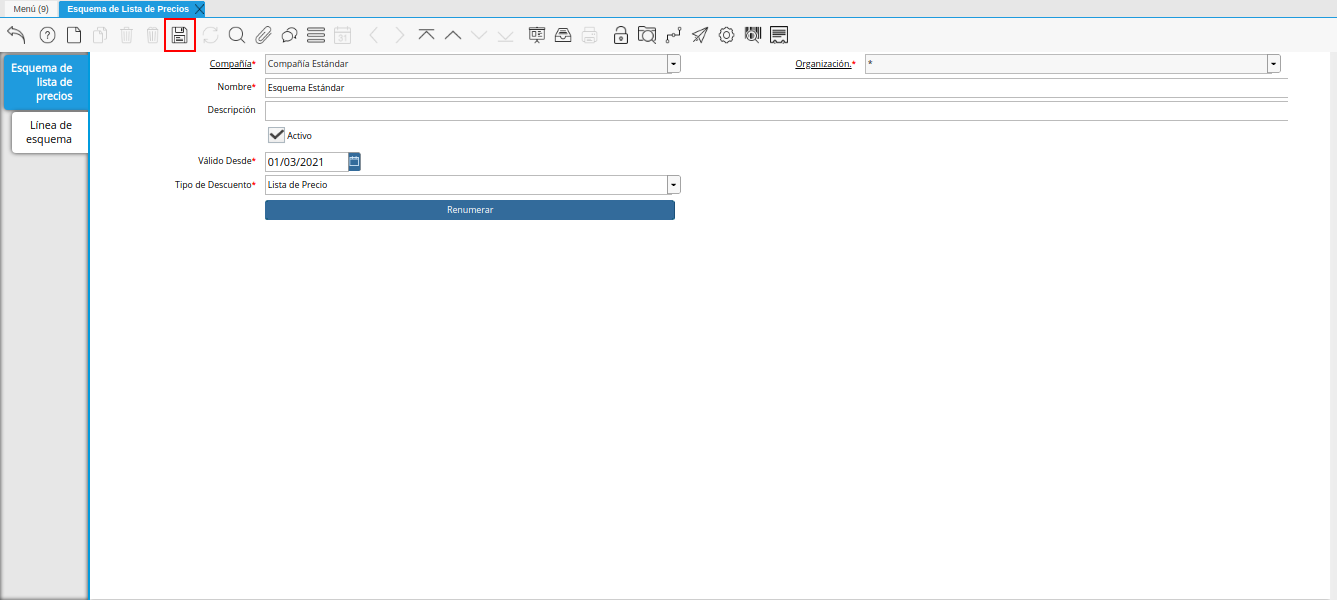 Menú (9)
Esquema de Lista de Precios
31
Esquema de
lista de
precios
Línea de
esquema
Compañía* Compañía Estándar
Organización.* *
Nombre* Esquema Estándar
Descripción
Activo
Válido Desde* 01/03/2021
Tipo de Descuento* Lista de Precio
Renumerar